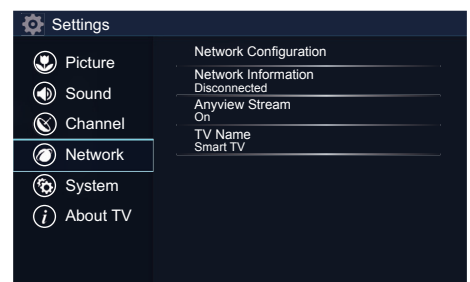 Settings
Picture
Sound
Channel
Network
System
About TV
Network Configuration
Network Information
Disconnected
Anyview Stream
On
TV Name
Smart TV